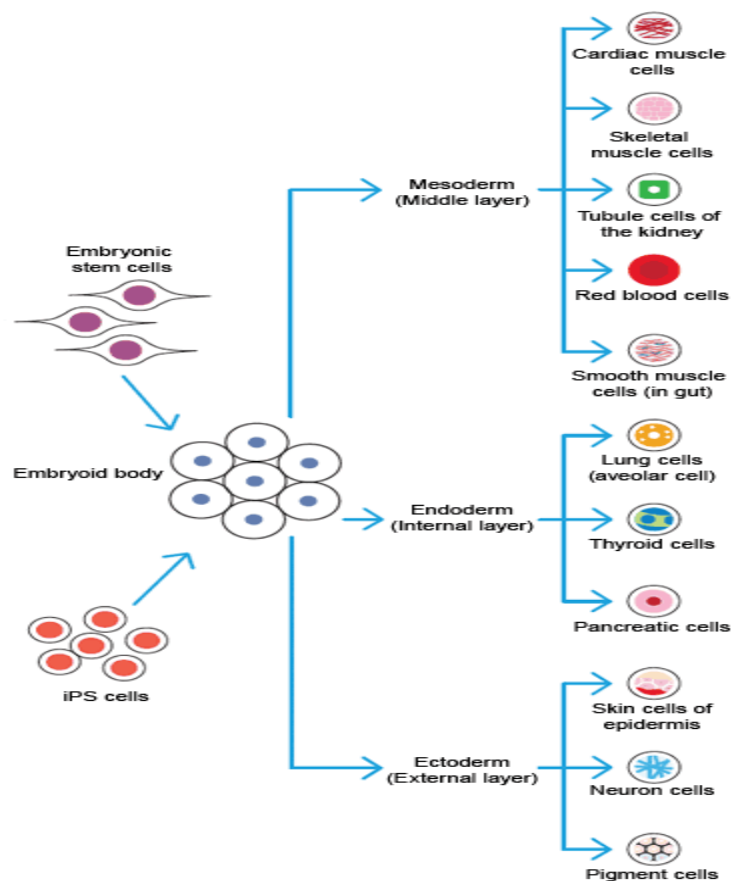 Cardiac muscle
cells
Skeletal
muscle cells
Mesoderm
(Middle layer)
Tubule cells of
the kidney
Embryonic
stem cells
Red blood cells
Smooth muscle
cells (in gut)
Embryoid body
Lung cells
(aveolar cell)
Endoderm
(Internal layer)
Thyroid cells
Pancreatic cells
iPS cells
Skin cells of
epidermis
Ectoderm
(External layer)
Neuron cells
Pigment cells